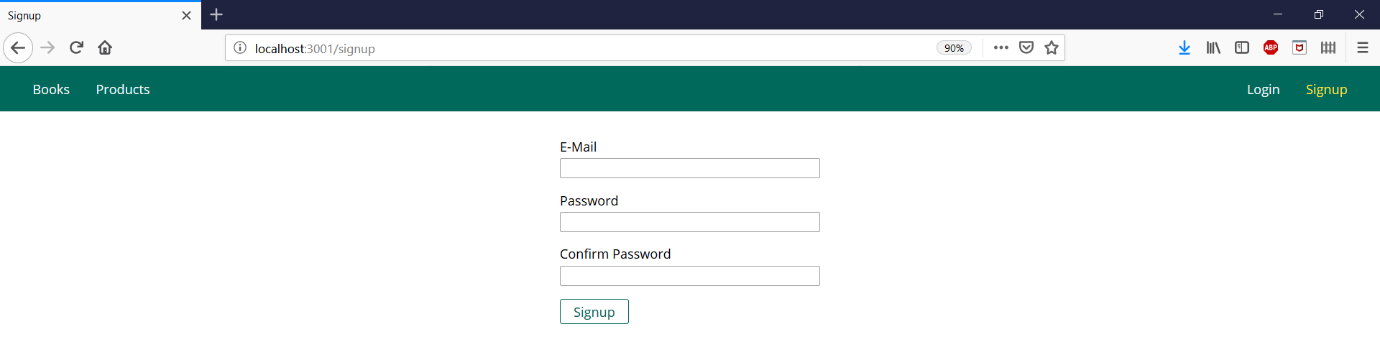 Signup
localhost:3001/signup
90%
ABP
Books Products Login Signup
E-Mail
Password
Confirm Password
Signup